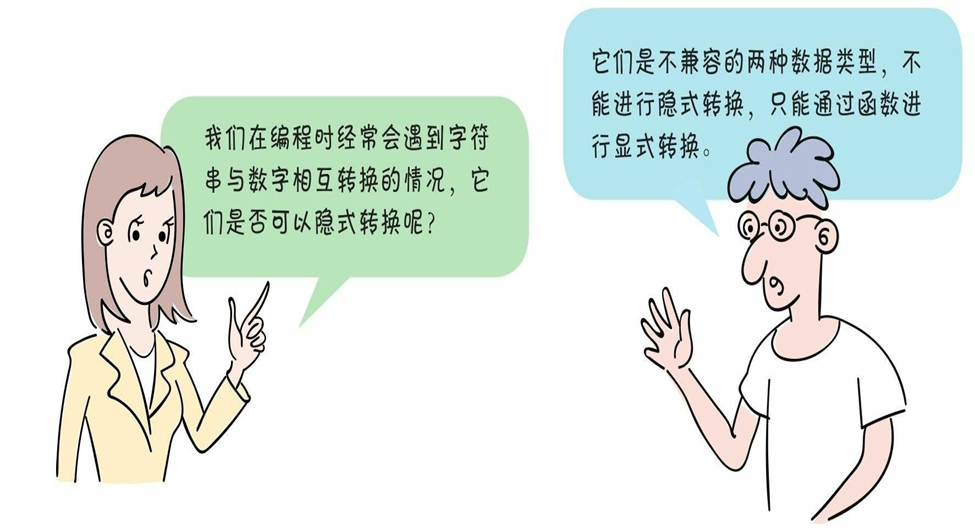 我们在编程时经常会遇到字符
串与数字相互转换的情况，它
们是否可以隐式转换呢？
它们是不兼容的两种数据类型，不
能进行隐式转换，只能通过函数进
行显式转换。